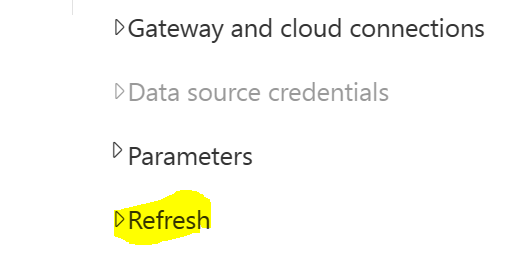 Gateway and cloud connections
Data source credentials
Parameters
Refresh